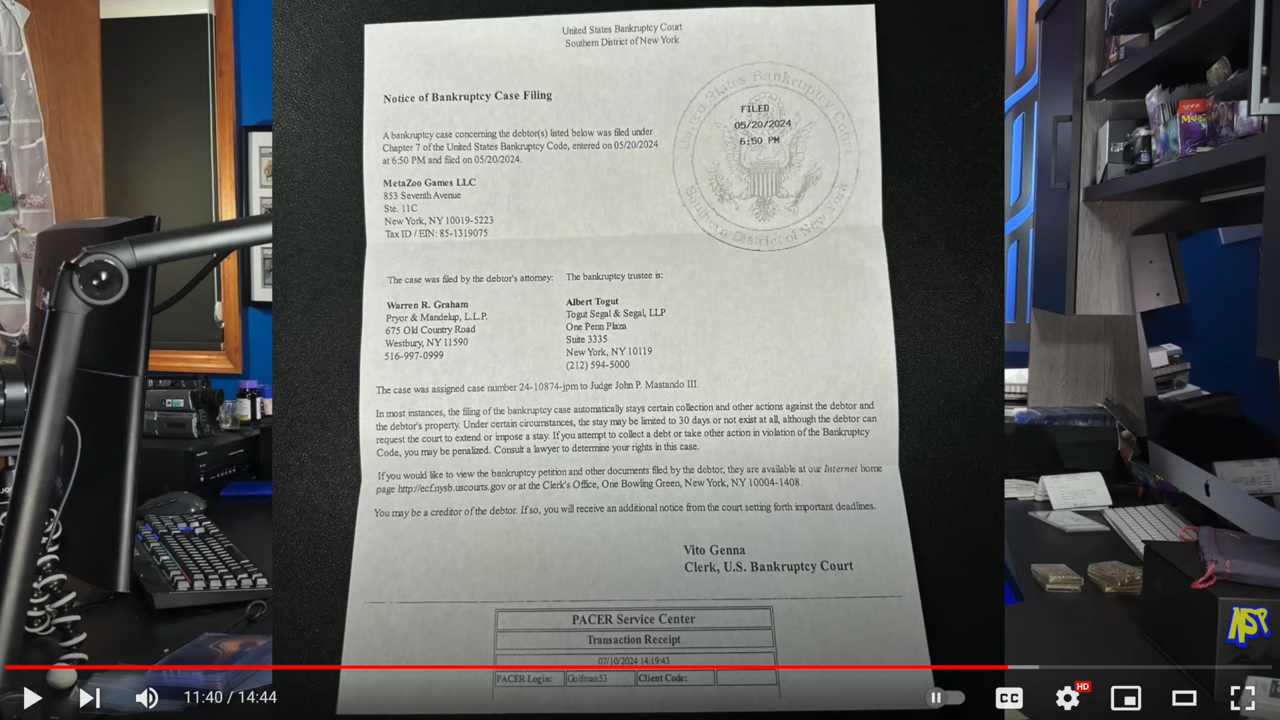 United States Bankruptcy Court
Southern District of New York
Notice of Bankruptcy Case Filing
United States Bankruptcy Court
FILED
05/20/2024
6:50 PM
Southern District of New York
A bankruptcy case concerning the debtor(s) listed below was filed under
Chapter 7 of the United States Bankruptcy Code, entered on 05/20/2024
at 6:50 PM and filed on 05/20/2024.
MetaZoo Games LLC
853 Seventh Avenue
Ste. 11C
New York, NY 10019-5223
Tax ID / EIN: 85-1319075
The case was filed by the debtor's attorney:
Warren R. Graham
Pryor & Mandelup, L.L.P.
675 Old Country Road
Westbury, NY 11590
516-997-0999
The bankruptcy trustee is:
Albert Togut
Togut Segal & Segal, LLP
One Penn Plaza
Suite 3335
New York, NY 10119
(212) 594-5000
The case was assigned case number 24-10874-jpm to Judge John P. Mastando III.
In most instances, the filing of the bankruptcy case automatically stays certain collection and other actions against the debtor and
the debtor's property. Under certain circumstances, the stay may be limited to 30 days or not exist at all, although the debtor can
request the court to extend or impose a stay. If you attempt to collect a debt or take other action in violation of the Bankruptcy
Code, you may be penalized. Consult a lawyer to determine your rights in this case.
If you would like to view the bankruptcy petition and other documents filed by the debtor, they are available at our Internet home
page http://ecf.nysb.uscourts.gov or at the Clerk's Office, One Bowling Green, New York, NY 10004-1408.
You may be a creditor of the debtor. If so, you will receive an additional notice from the court setting forth important deadlines.
Vito Genna
Clerk, U.S. Bankruptcy Court
PACER Service Center
Transaction Receipt
07/10/2024 14:19:43
PACER Login: Golfman53 Client Code:
NSP
11:40 / 14:44
CC
HD